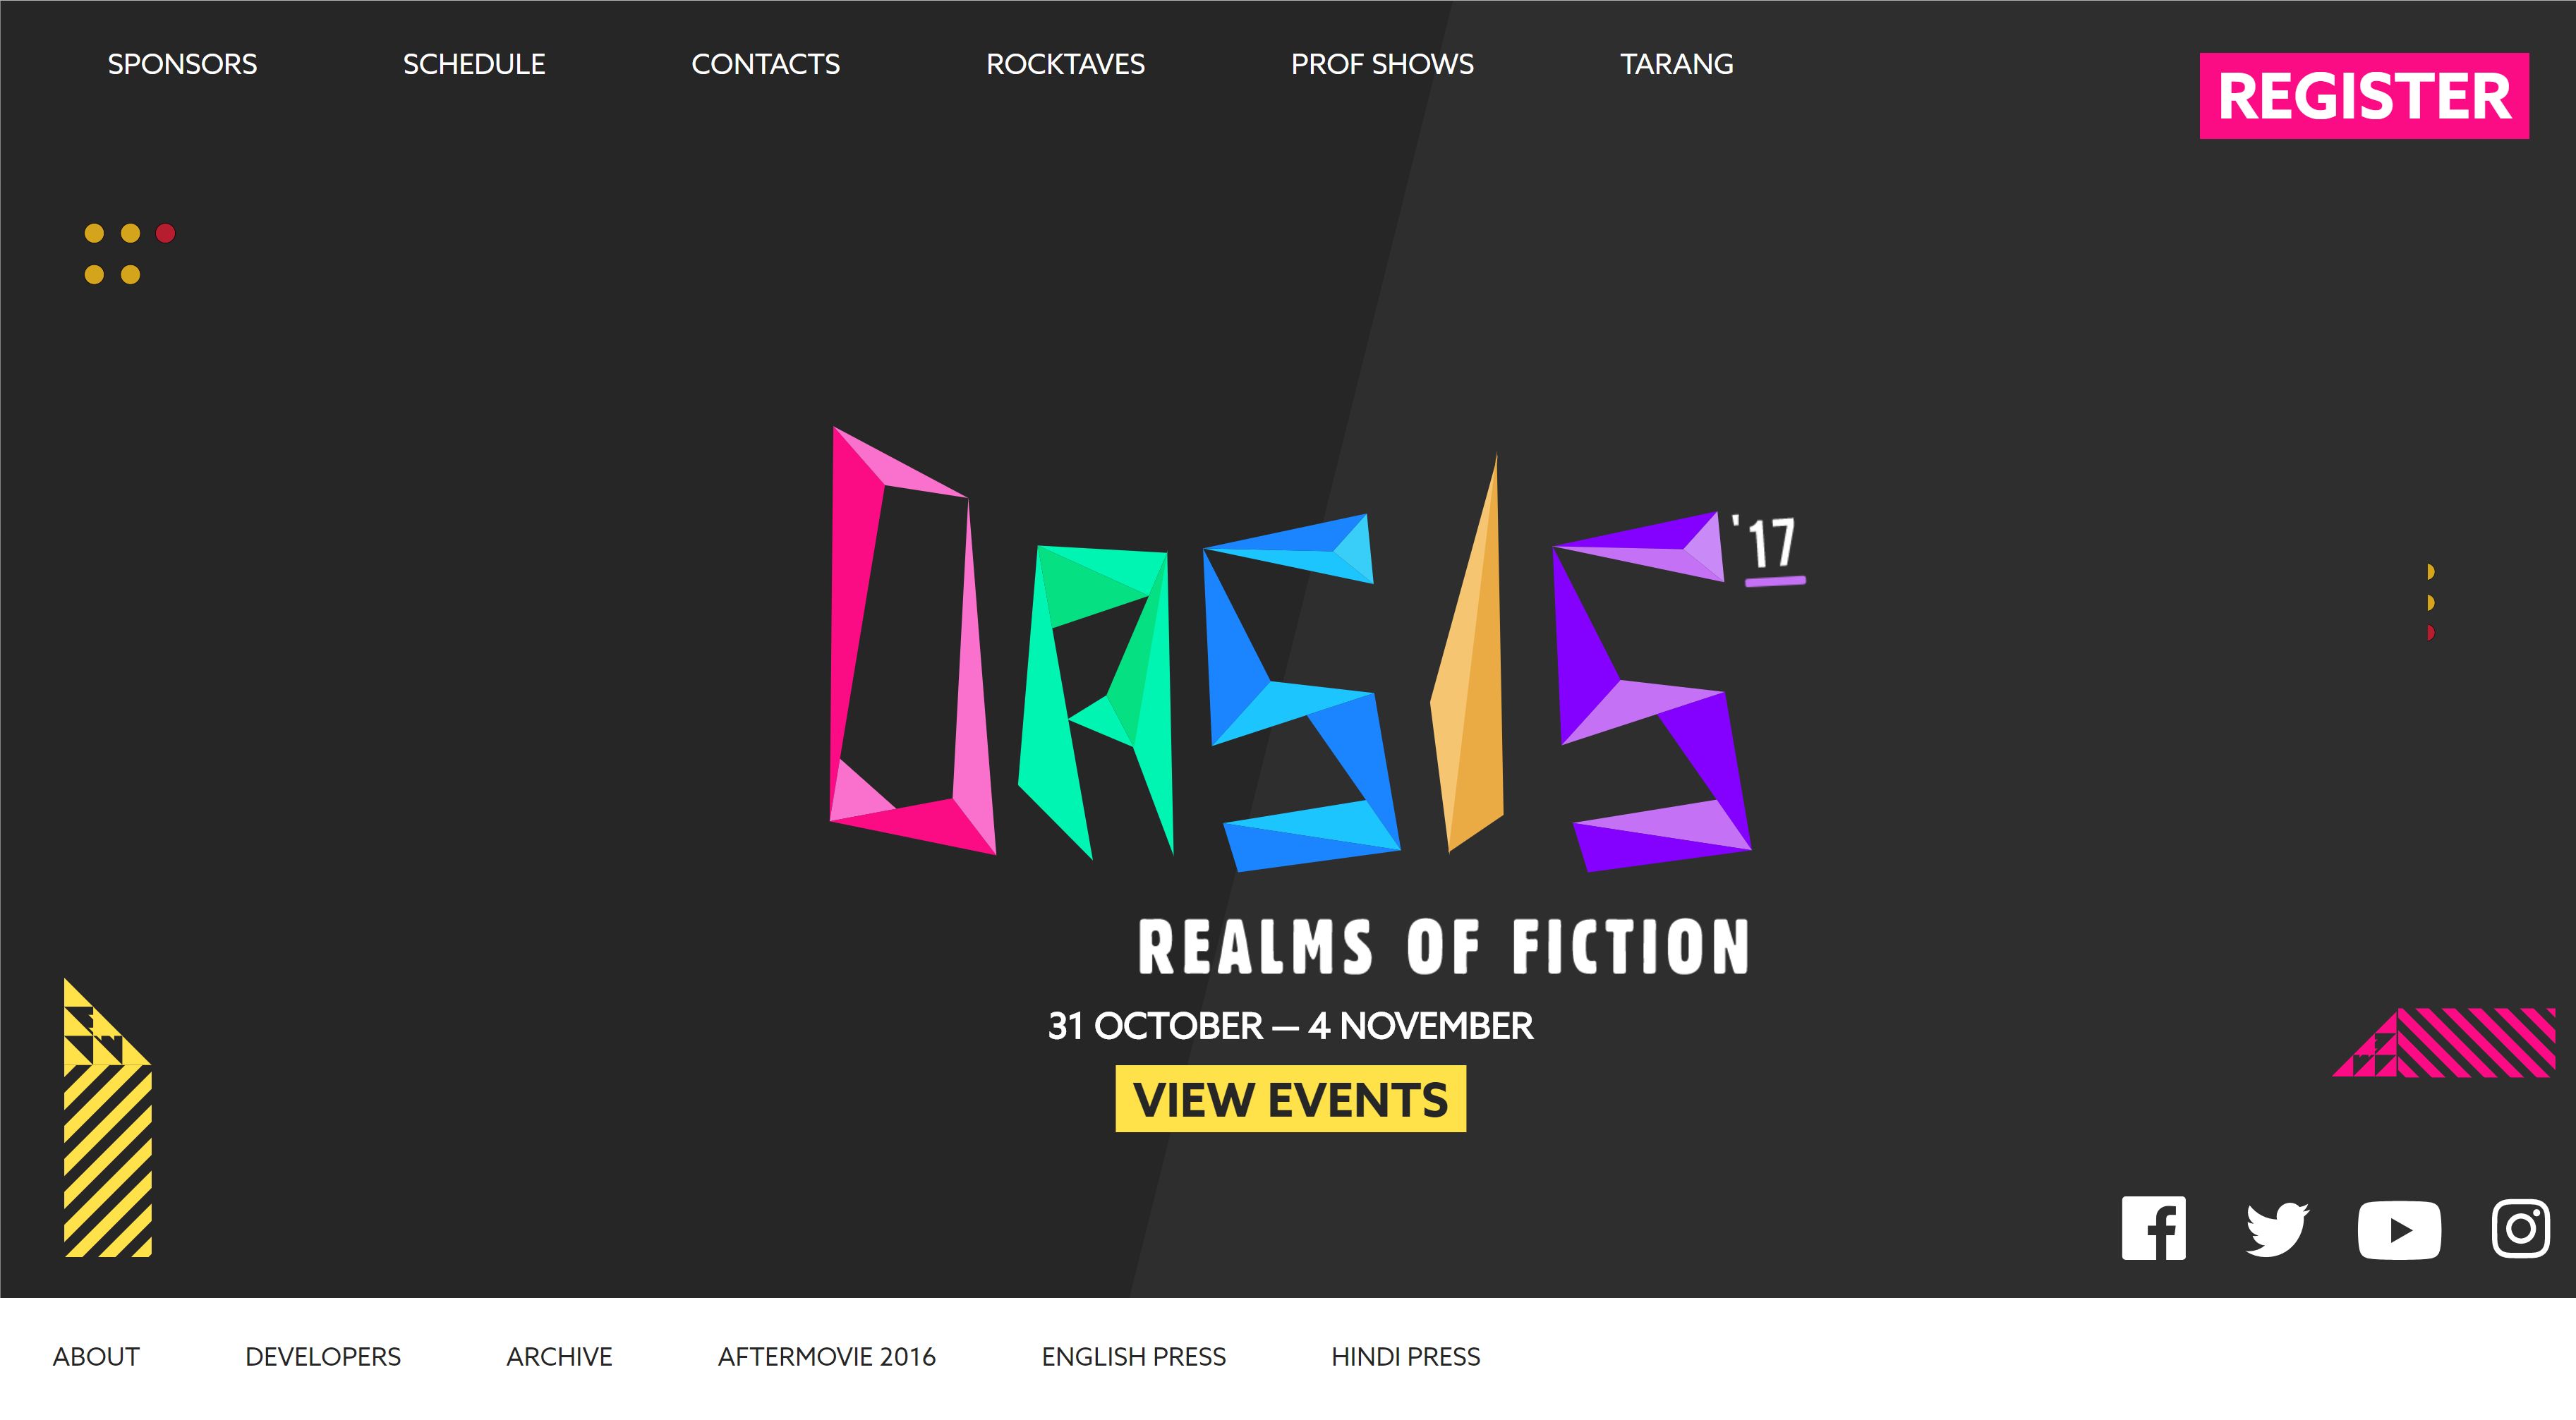 SPONSORS SCHEDULE CONTACTS ROCKTAVES PROF SHOWS TARANG
REGISTER
OASIS '17
REALMS OF FICTION
31 OCTOBER — 4 NOVEMBER
VIEW EVENTS
ABOUT DEVELOPERS ARCHIVE AFTERMOVIE 2016 ENGLISH PRESS HINDI PRESS